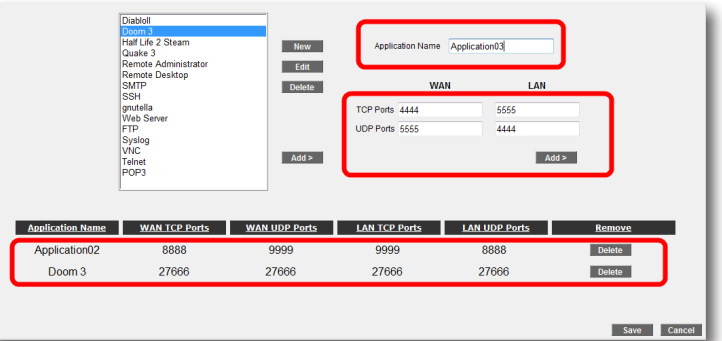 Diabloll
Doom 3
Half Life 2 Steam
Quake 3
Remote Administrator
Remote Desktop
SMTP
SSH
gnutella
Web Server
FTP
Syslog
VNC
Telnet
POP3
New
Edit
Delete
Add >
Application Name Application03
WAN LAN
TCP Ports 4444 5555
UDP Ports 5555 4444
Add >
Application Name WAN TCP Ports WAN UDP Ports LAN TCP Ports LAN UDP Ports Remove
Application02 8888 9999 9999 8888 Delete
Doom 3 27666 27666 27666 27666 Delete
Save Cancel